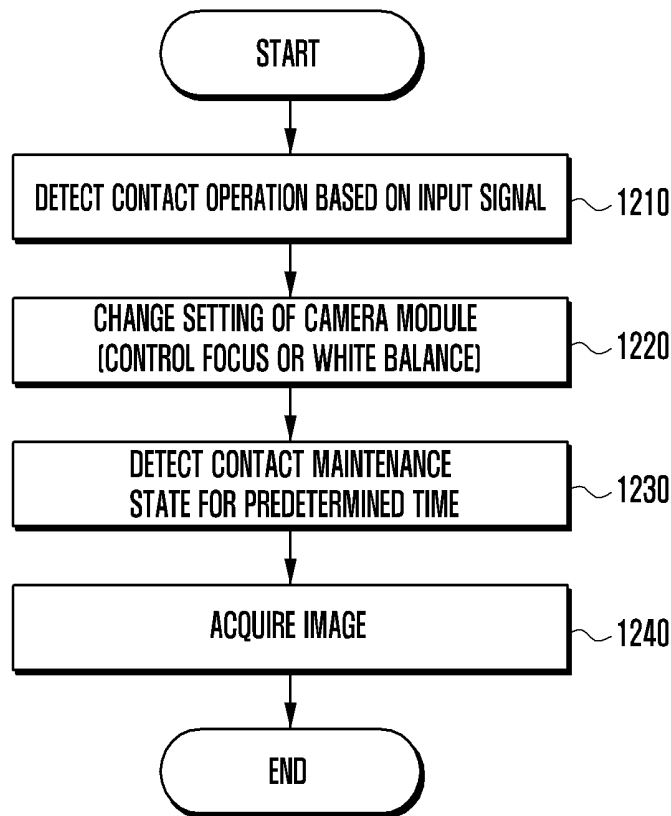 START
DETECT CONTACT OPERATION BASED ON INPUT SIGNAL
1210
CHANGE SETTING OF CAMERA MODULE
(CONTROL FOCUS OR WHITE BALANCE)
1220
DETECT CONTACT MAINTENANCE
STATE FOR PREDETERMINED TIME
1230
ACQUIRE IMAGE
1240
END